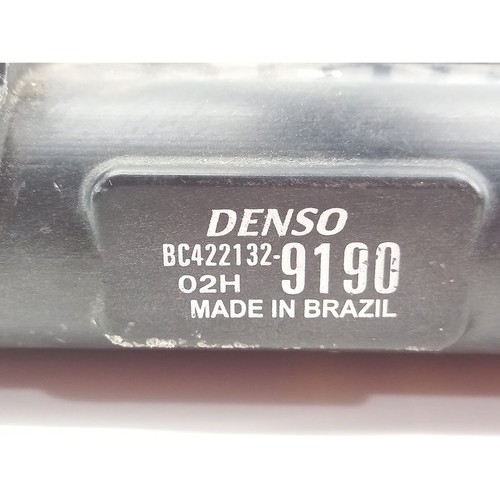 DENSO
BC422132-9190
02H
MADE IN BRAZIL